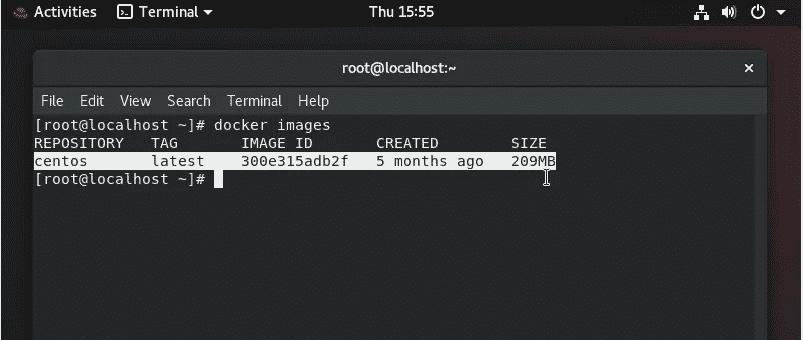 Activities Terminal Thu 15:55
root@localhost:~ ×
File Edit View Search Terminal Help
[root@localhost ~]# docker images
REPOSITORY TAG IMAGE ID CREATED SIZE
centos latest 300e315adb2f 5 months ago 209MB
[root@localhost ~]#